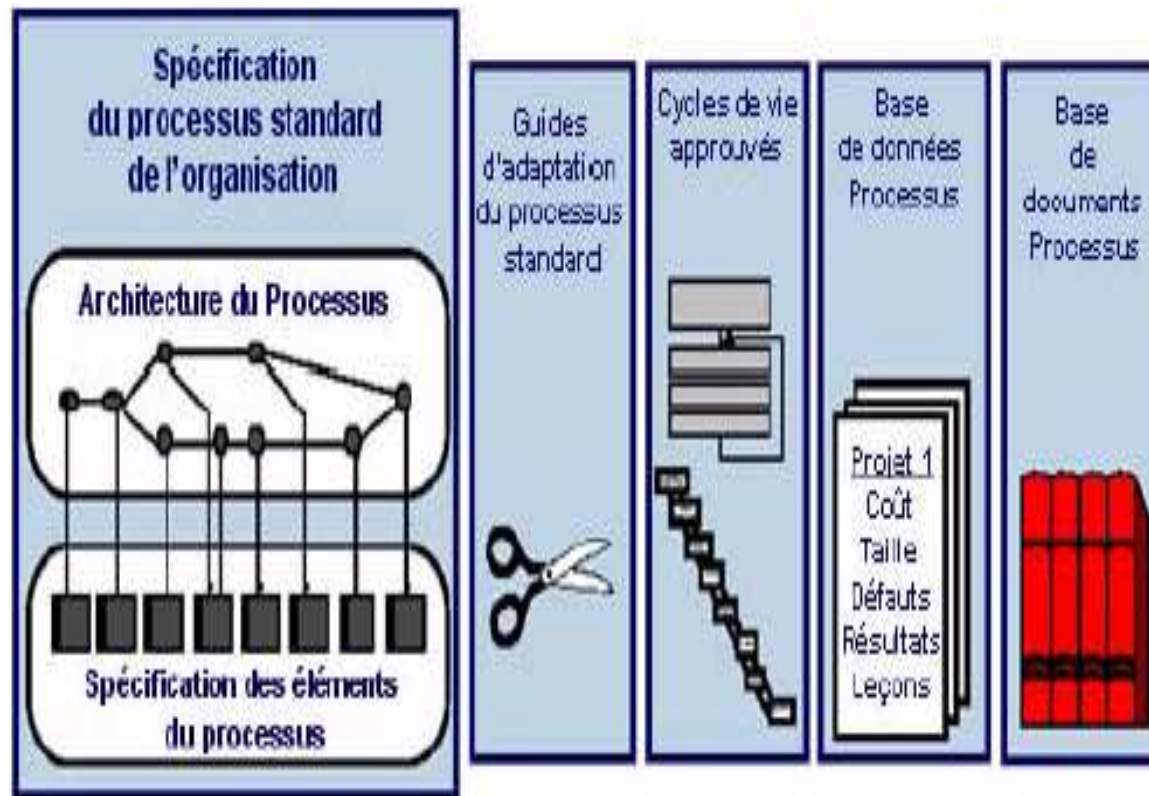 Spécification
du processus standard
de l'organisation
Architecture du Processus
Spécification des éléments
du processus
Guides
d'adaptation
du processus
standard
Cycles de vie
approuvés
Base
de données
Processus
Projet 1
Coût
Taille
Défauts
Résultats
Leçons
Base
de
documents
Processus